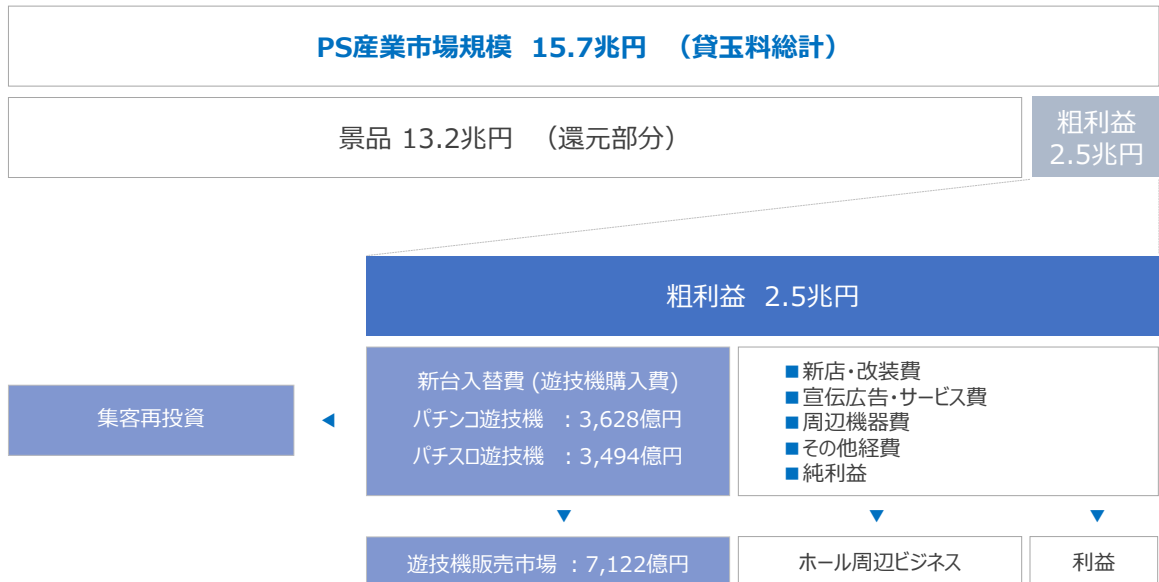 PS産業市場規模 15.7兆円 （貸玉料総計）
景品 13.2兆円 （還元部分）
粗利益
2.5兆円
粗利益 2.5兆円
集客再投資
新台入替費 (遊技機購入費)
パチンコ遊技機 ：3,628億円
パチスロ遊技機 ：3,494億円
■新店・改装費
■宣伝広告・サービス費
■周辺機器費
■その他経費
■純利益
遊技機販売市場 ：7,122億円
ホール周辺ビジネス
利益